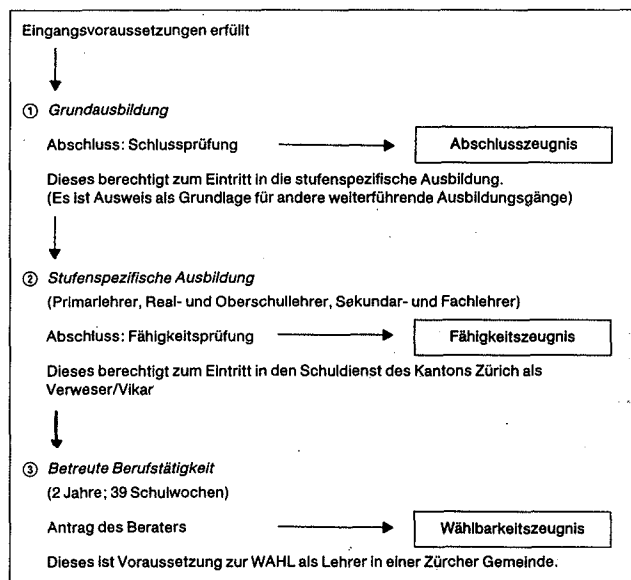 Eingangsvoraussetzungen erfüllt
① Grundausbildung
Abschluss: Schlussprüfung
Abschlusszeugnis
Dieses berechtigt zum Eintritt in die stufenspezifische Ausbildung.
(Es ist Ausweis als Grundlage für andere weiterführende Ausbildungsgänge)
② Stufenspezifische Ausbildung
(Primarlehrer, Real- und Oberschullehrer, Sekundar- und Fachlehrer)
Abschluss: Fähigkeitsprüfung
Fähigkeitszeugnis
Dieses berechtigt zum Eintritt in den Schuldienst des Kantons Zürich als
Verweser/Vikar
③ Betreute Berufstätigkeit
(2 Jahre; 39 Schulwochen)
Antrag des Beraters
Wählbarkeitszeugnis
Dieses ist Voraussetzung zur WAHL als Lehrer in einer Zürcher Gemeinde.